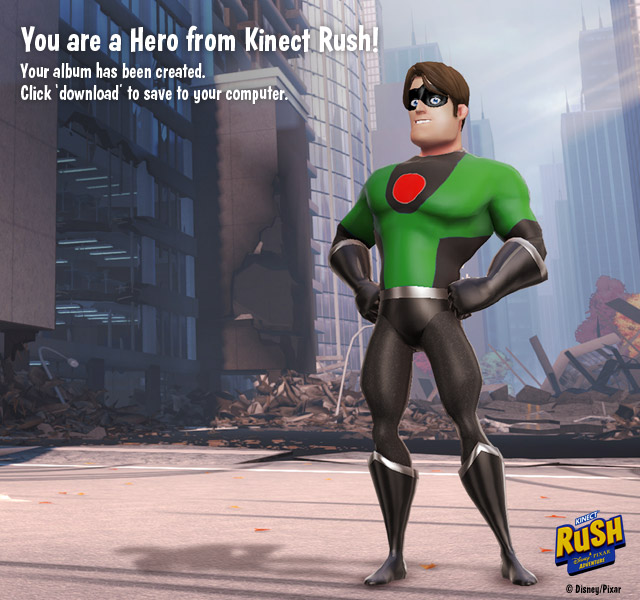 You are a Hero from Kinect Rush!
Your album has been created.
Click 'download' to save to your computer.
KINECT
RUSH
Disney • PIXAR
ADVENTURE
© Disney/Pixar